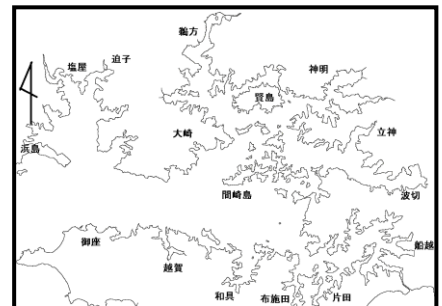 鵜方
迫子
塩屋
神明
賢島
大崎
立神
浜島
間崎島
波切
御座
船越
越賀
和具
布施田
片田